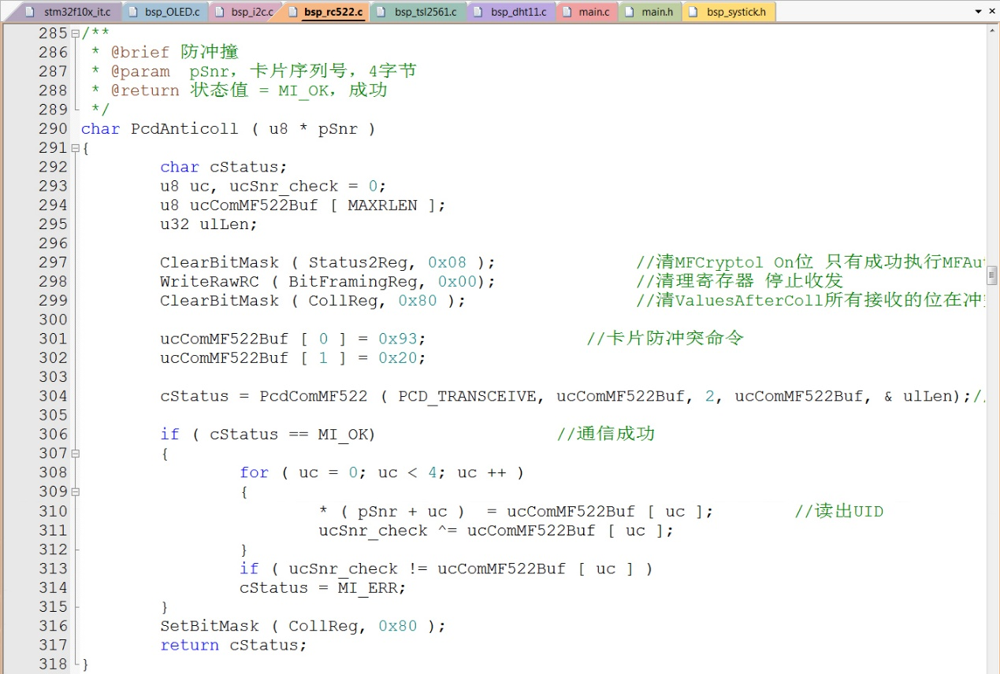 stm32f10x_it.c bsp_OLED.c bsp_i2c.c bsp_rc522.c bsp_tsl2561.c bsp_dht11.c main.c main.h bsp_systick.h
285 /**
286 * @brief 防冲撞
287 * @param pSnr，卡片序列号，4字节
288 * @return 状态值 = MI_OK，成功
289 */
290 char PcdAnticoll ( u8 * pSnr )
291 {
292 char cStatus;
293 u8 uc, ucSnr_check = 0;
294 u8 ucComMF522Buf [ MAXRLEN ];
295 u32 ulLen;
296
297 ClearBitMask ( Status2Reg, 0x08 ); //清MFCryptol On位 只有成功执行MFAu
298 WriteRawRC ( BitFramingReg, 0x00); //清理寄存器 停止收发
299 ClearBitMask ( CollReg, 0x80 ); //清ValuesAfterColl所有接收的位在冲
300
301 ucComMF522Buf [ 0 ] = 0x93; //卡片防冲突命令
302 ucComMF522Buf [ 1 ] = 0x20;
303
304 cStatus = PcdComMF522 ( PCD_TRANSCEIVE, ucComMF522Buf, 2, ucComMF522Buf, & ulLen);//
305
306 if ( cStatus == MI_OK) //通信成功
307 {
308 for ( uc = 0; uc < 4; uc ++ )
309 {
310 * ( pSnr + uc ) = ucComMF522Buf [ uc ]; //读出UID
311 ucSnr_check ^= ucComMF522Buf [ uc ];
312 }
313 if ( ucSnr_check != ucComMF522Buf [ uc ] )
314 cStatus = MI_ERR;
315 }
316 SetBitMask ( CollReg, 0x80 );
317 return cStatus;
318 }